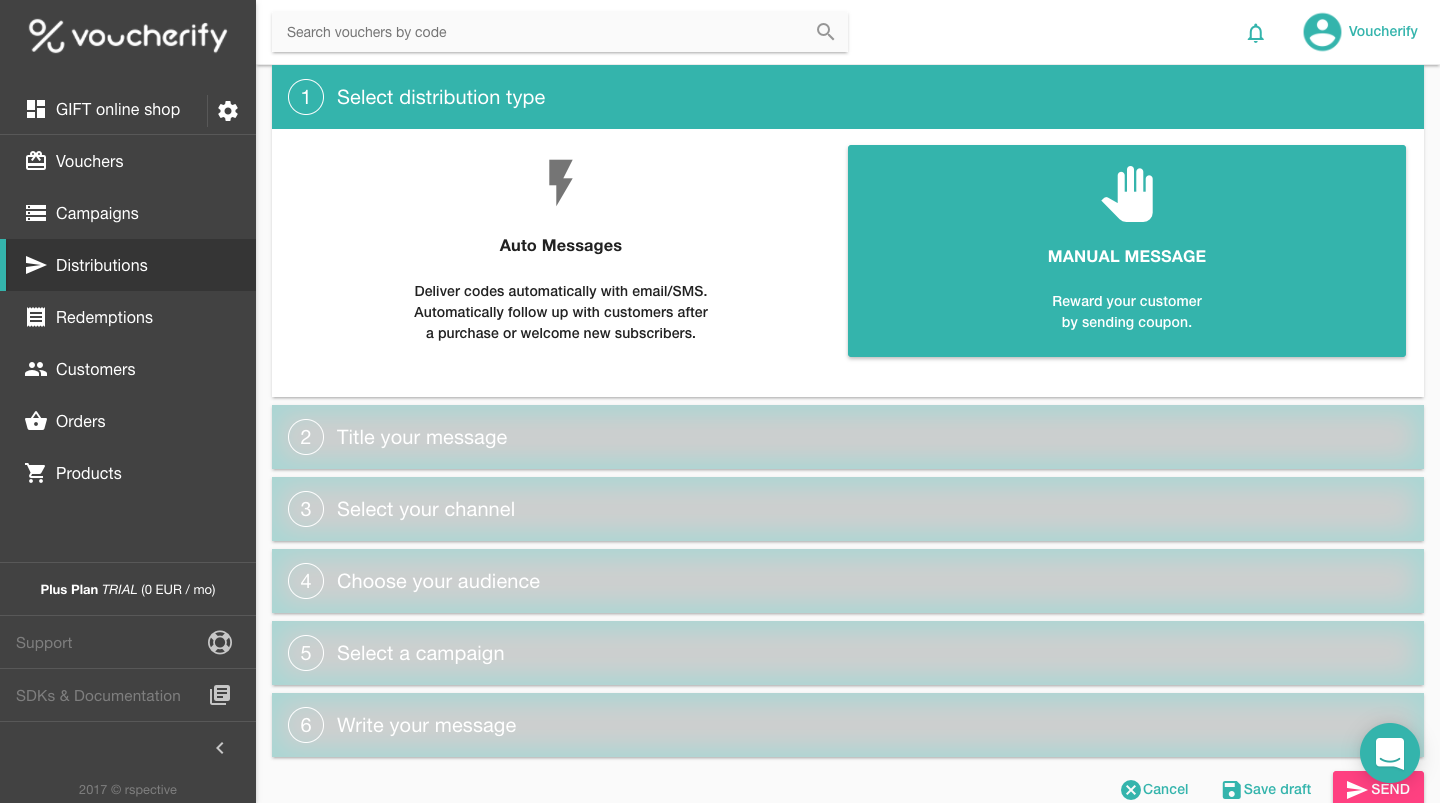 voucherify
Search vouchers by code
Voucherify
GIFT online shop
Vouchers
Campaigns
Distributions
Redemptions
Customers
Orders
Products
Plus Plan TRIAL (0 EUR / mo)
Support
SDKs & Documentation
2017 © rspective
1 Select distribution type
Auto Messages
Deliver codes automatically with email/SMS.
Automatically follow up with customers after
a purchase or welcome new subscribers.
MANUAL MESSAGE
Reward your customer
by sending coupon.
2 Title your message
3 Select your channel
4 Choose your audience
5 Select a campaign
6 Write your message
Cancel
Save draft
SEND